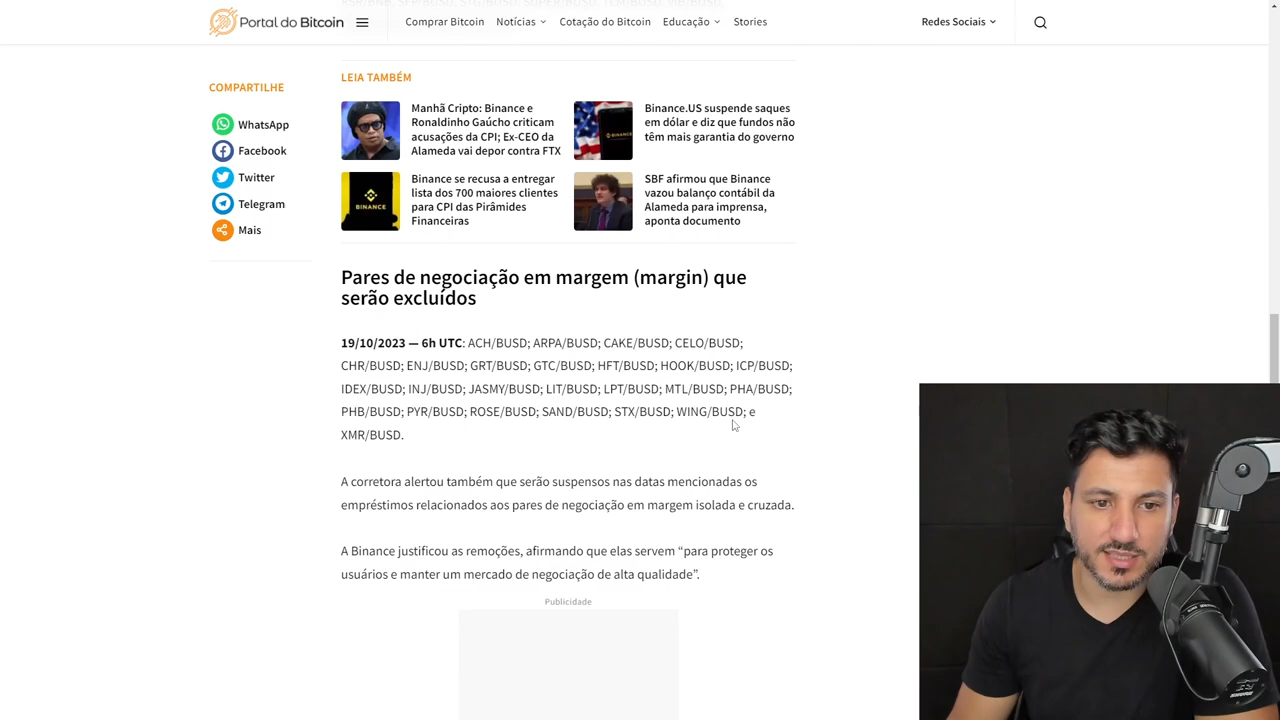 Portal do Bitcoin
Comprar Bitcoin
Notícias
Cotação do Bitcoin
Educação
Stories
Redes Sociais
COMPARTILHE
WhatsApp
Facebook
Twitter
Telegram
Mais
LEIA TAMBÉM
Manhã Cripto: Binance e
Ronaldinho Gaúcho criticam
acusações da CPI; Ex-CEO da
Alameda vai depor contra FTX
Binance.US suspende saques
em dólar e diz que fundos não
têm mais garantia do governo
BINANCE
Binance se recusa a entregar
lista dos 700 maiores clientes
para CPI das Pirâmides
Financeiras
SBF afirmou que Binance
vazou balanço contábil da
Alameda para imprensa,
aponta documento
Pares de negociação em margem (margin) que
serão excluídos
19/10/2023 — 6h UTC: ACH/BUSD; ARPA/BUSD; CAKE/BUSD; CELO/BUSD;
CHR/BUSD; ENJ/BUSD; GRT/BUSD; GTC/BUSD; HFT/BUSD; HOOK/BUSD; ICP/BUSD;
IDEX/BUSD; INJ/BUSD; JASMY/BUSD; LIT/BUSD; LPT/BUSD; MTL/BUSD; PHA/BUSD;
PHB/BUSD; PYR/BUSD; ROSE/BUSD; SAND/BUSD; STX/BUSD; WING/BUSD; e
XMR/BUSD.
A corretora alertou também que serão suspensos nas datas mencionadas os
empréstimos relacionados aos pares de negociação em margem isolada e cruzada.
A Binance justificou as remoções, afirmando que elas servem “para proteger os
usuários e manter um mercado de negociação de alta qualidade”.
Publicidade